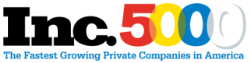 Inc.5000
The Fastest Growing Private Companies in America